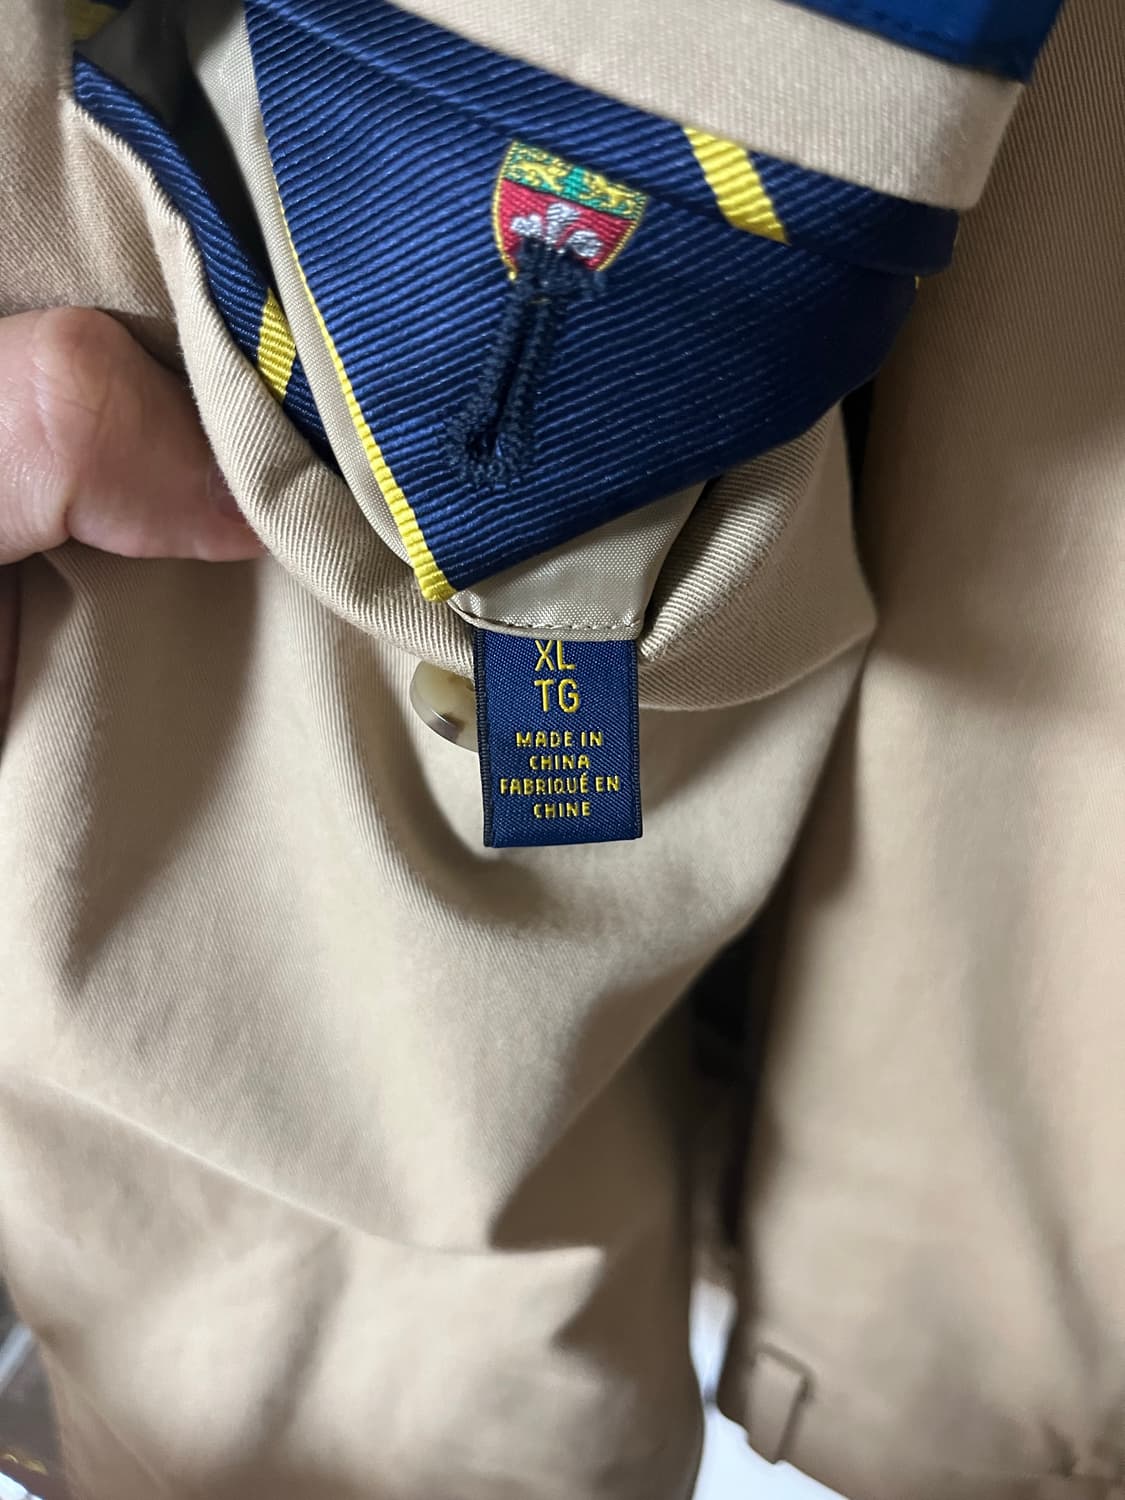 XL
TG
MADE IN
CHINA
FABRIQUÉ EN
CHINE